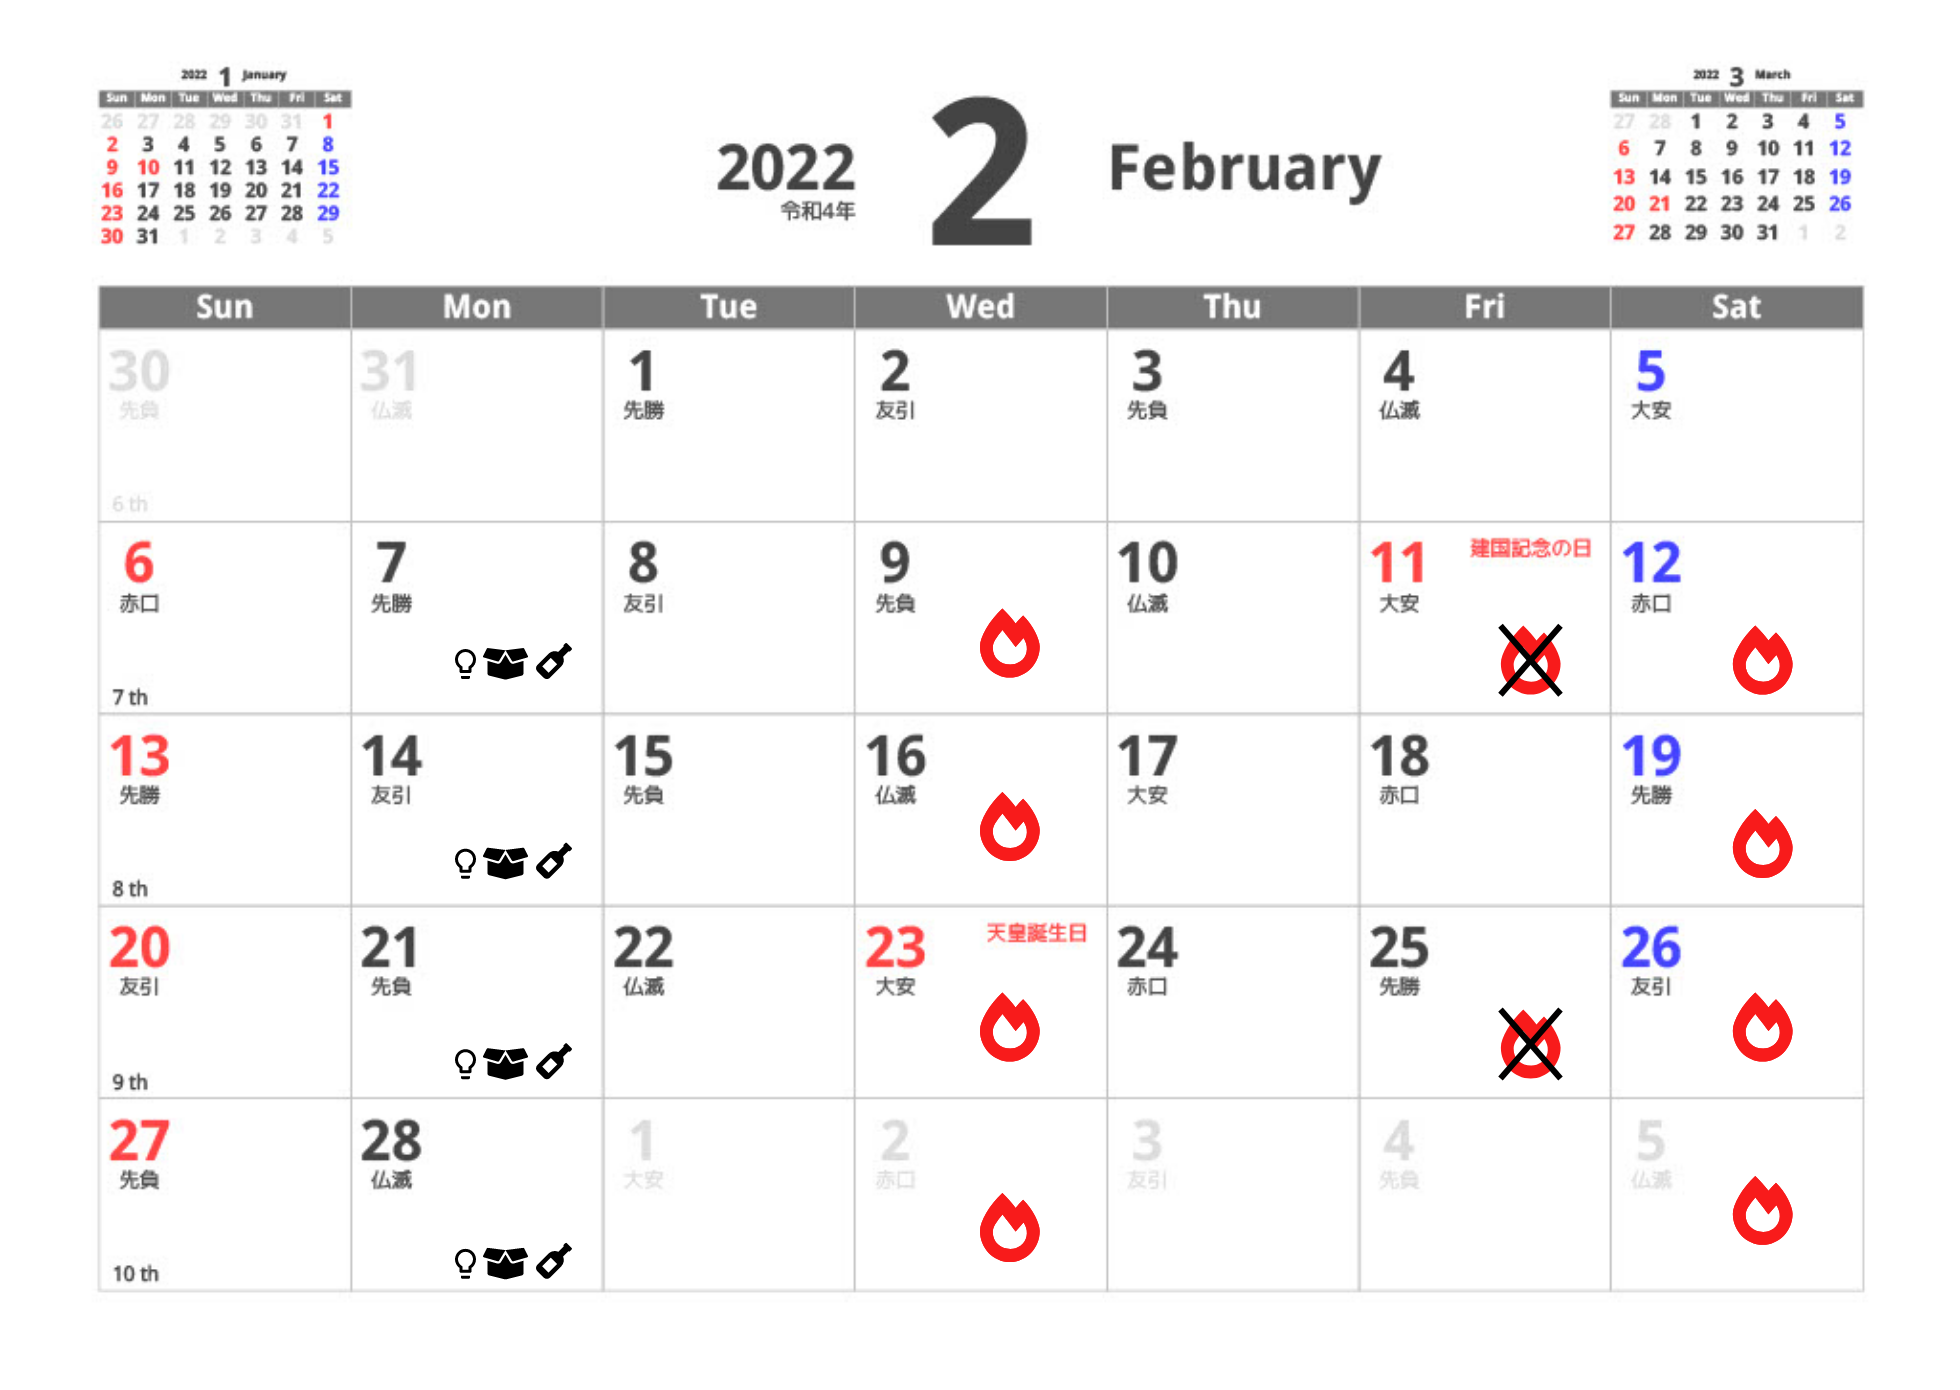 2022 1 January
Sun Mon Tue Wed Thu Fri Sat
26 27 28 29 30 31 1
2 3 4 5 6 7 8
9 10 11 12 13 14 15
16 17 18 19 20 21 22
23 24 25 26 27 28 29
30 31 1 2 3 4 5
2022 2 February
令和4年
2022 3 March
Sun Mon Tue Wed Thu Fri Sat
27 28 1 2 3 4 5
6 7 8 9 10 11 12
13 14 15 16 17 18 19
20 21 22 23 24 25 26
27 28 29 30 31 1 2
Sun Mon Tue Wed Thu Fri Sat
30 31 1 2 3 4 5
先負 仏滅 先勝 友引 先負 仏滅 大安
6 th
6 7 8 9 10 11 建国記念の日 12
赤口 先勝 友引 先負 仏滅 大安 赤口
7 th
13 14 15 16 17 18 19
先勝 友引 先負 仏滅 大安 赤口 先勝
8 th
20 21 22 23 天皇誕生日 24 25 26
友引 先負 仏滅 大安 赤口 先勝 友引
9 th
27 28 1 2 3 4 5
先負 仏滅 大安 赤口 友引 先負 仏滅
10 th